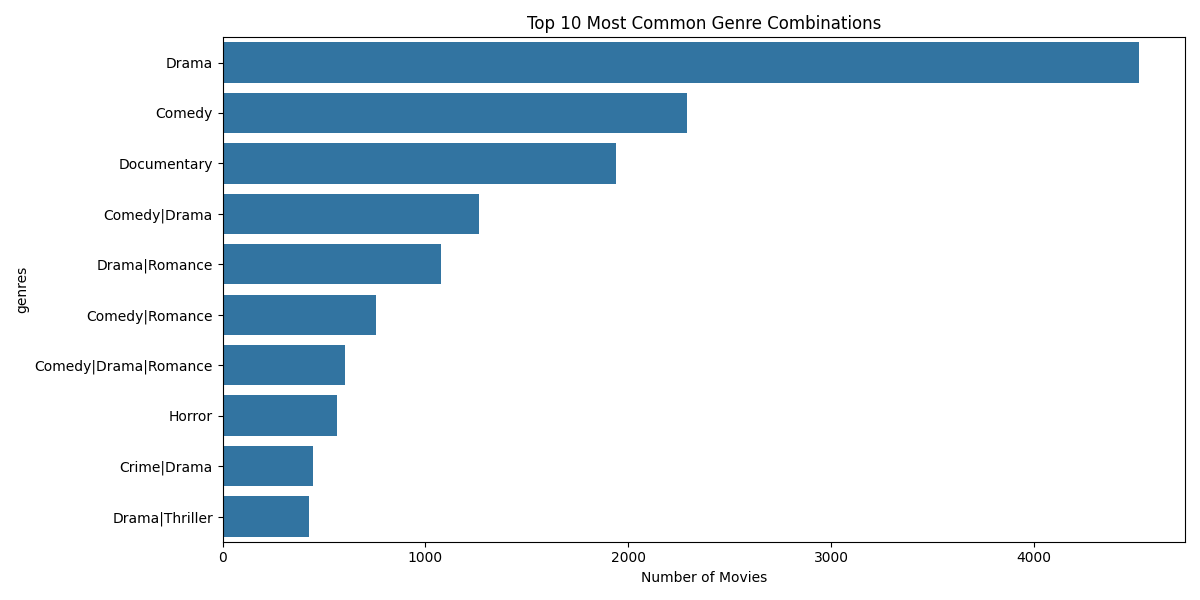 Top 10 Most Common Genre Combinations
genres
Drama
Comedy
Documentary
Comedy|Drama
Drama|Romance
Comedy|Romance
Comedy|Drama|Romance
Horror
Crime|Drama
Drama|Thriller
0 1000 2000 3000 4000
Number of Movies